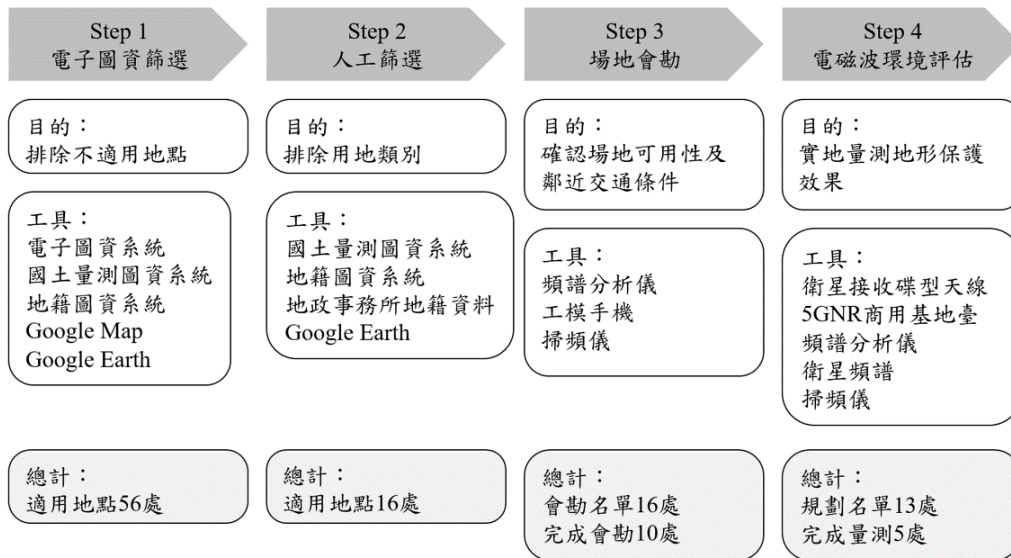 Step 1
電子圖資篩選
Step 2
人工篩選
Step 3
場地會勘
Step 4
電磁波環境評估
目的：
排除不適用地點
目的：
排除用地類別
目的：
確認場地可用性及
鄰近交通條件
目的：
實地量測地形保護
效果
工具：
電子圖資系統
國土量測圖資系統
地籍圖資系統
Google Map
Google Earth
工具：
國土量測圖資系統
地籍圖資系統
地政事務所地籍資料
Google Earth
工具：
頻譜分析儀
工模手機
掃頻儀
工具：
衛星接收碟型天線
5GNR商用基地臺
頻譜分析儀
衛星頻譜
掃頻儀
總計：
適用地點56處
總計：
適用地點16處
總計：
會勘名單16處
完成會勘10處
總計：
規劃名單13處
完成量測5處